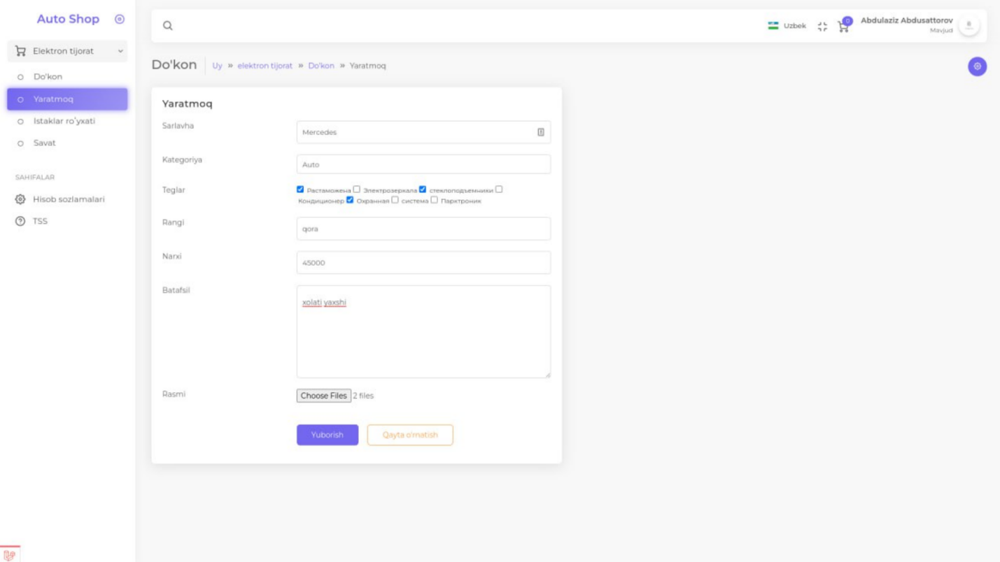 Auto Shop
Elektron tijorat
Do'kon
Yaratmoq
Istaklar ro'yxati
Savat
SAHIFALAR
Hisob sozlamalari
TSS
Uzbek
0
Abdulaziz Abdusattorov
Mavjud
Do'kon Uy » elektron tijorat » Do'kon » Yaratmoq
Yaratmoq
Sarlavha
Mercedes
Kategoriya
Auto
Teglar
Растаможена Электрозеркала стеклоподъемники
Кондиционер Охранная система Парктроник
Rangi
qora
Narxi
45000
Batafsil
xolati yaxshi
Rasmi
Choose Files 2 files
Yuborish Qayta o'rnatish